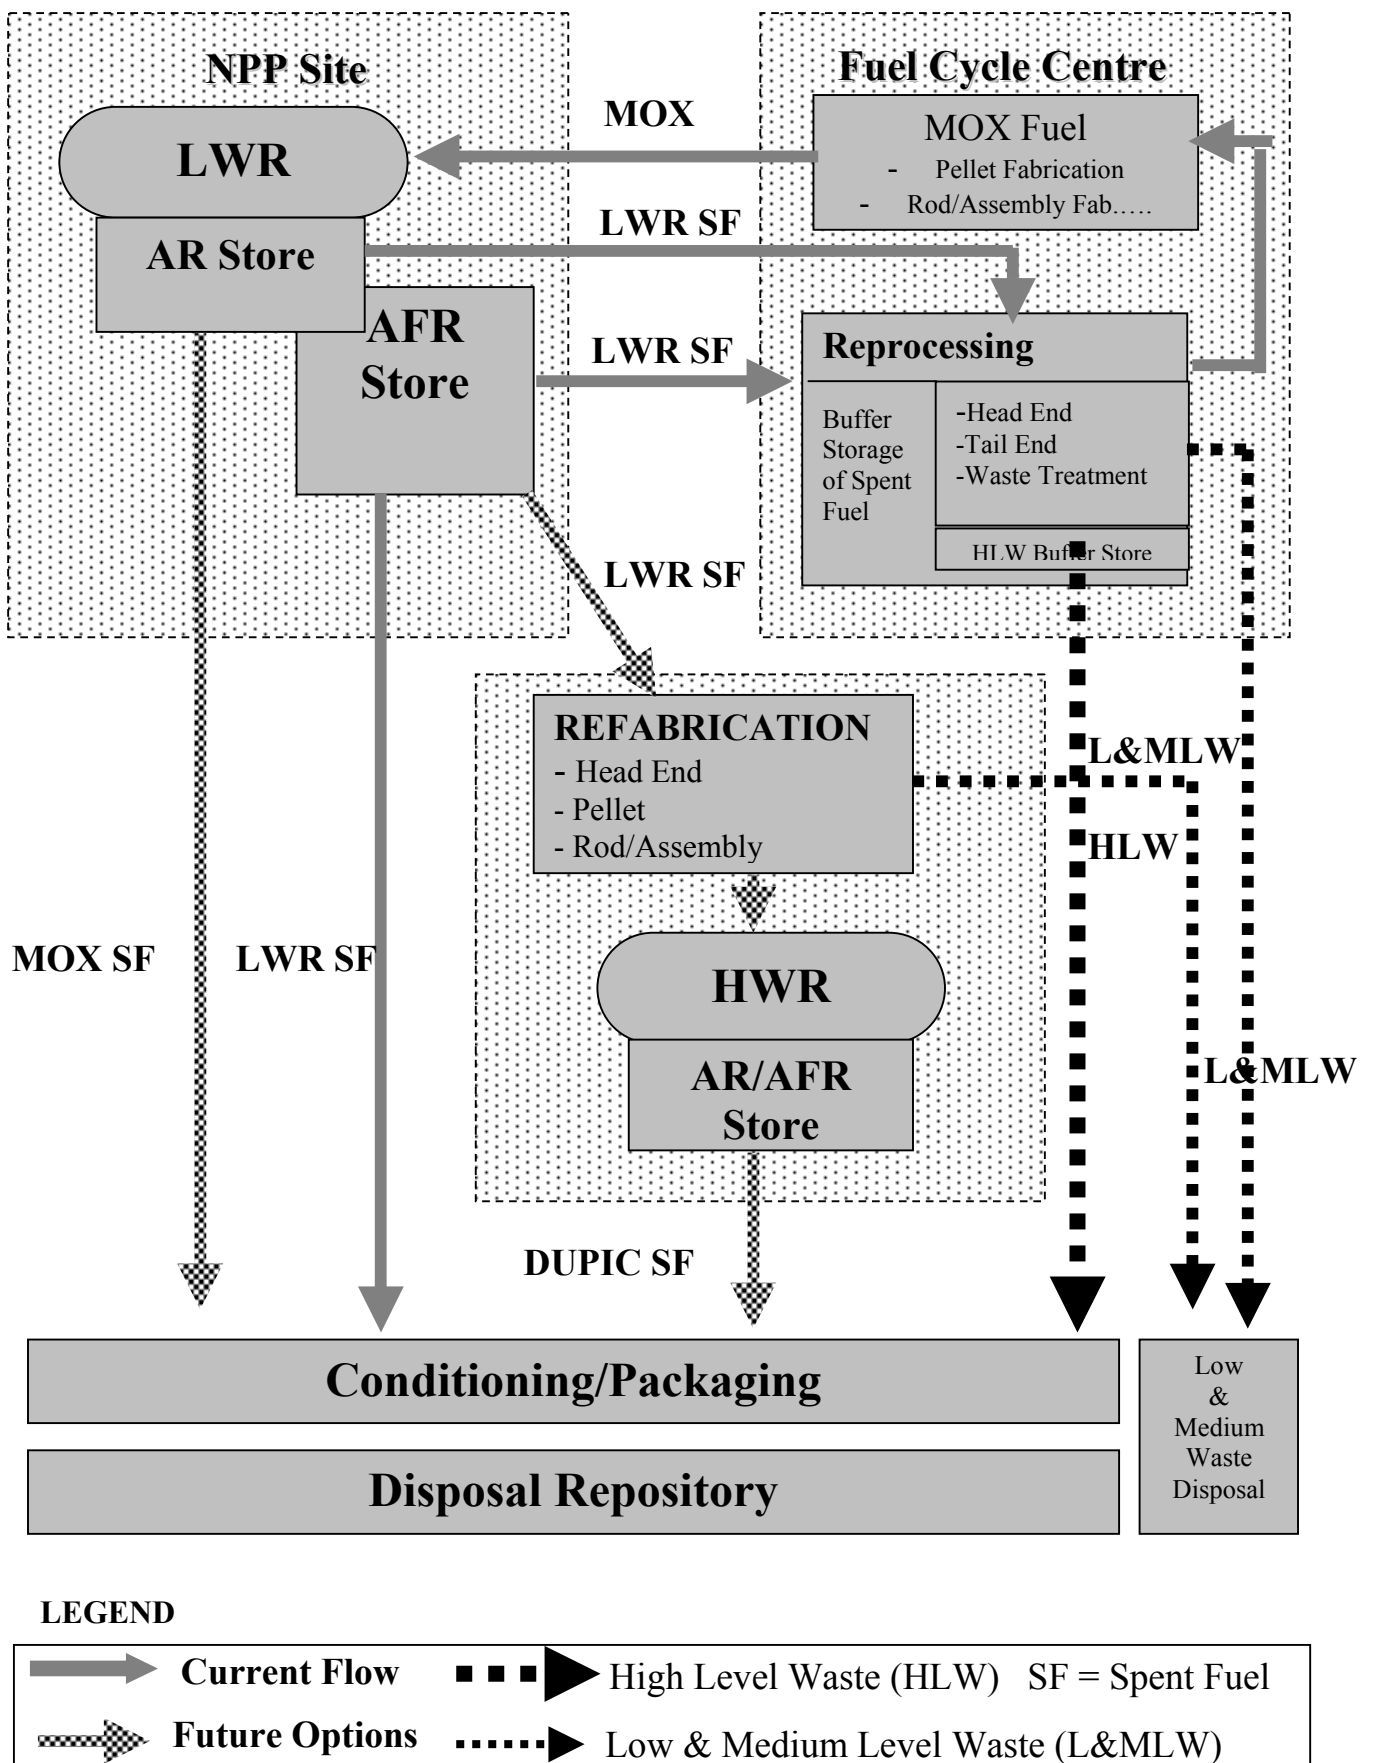 NPP Site
Fuel Cycle Centre
MOX
MOX Fuel
- Pellet Fabrication
- Rod/Assembly Fab.….
LWR
LWR SF
AR Store
AFR
Store
LWR SF
Reprocessing
Buffer
Storage
of Spent
Fuel
-Head End
-Tail End
-Waste Treatment
HLW Buffer Store
LWR SF
REFABRICATION
- Head End
- Pellet
- Rod/Assembly
L&MLW
HLW
MOX SF
LWR SF
HWR
AR/AFR
Store
L&MLW
DUPIC SF
Conditioning/Packaging
Disposal Repository
Low
&
Medium
Waste
Disposal
LEGEND
Current Flow
High Level Waste (HLW) SF = Spent Fuel
Future Options
Low & Medium Level Waste (L&MLW)